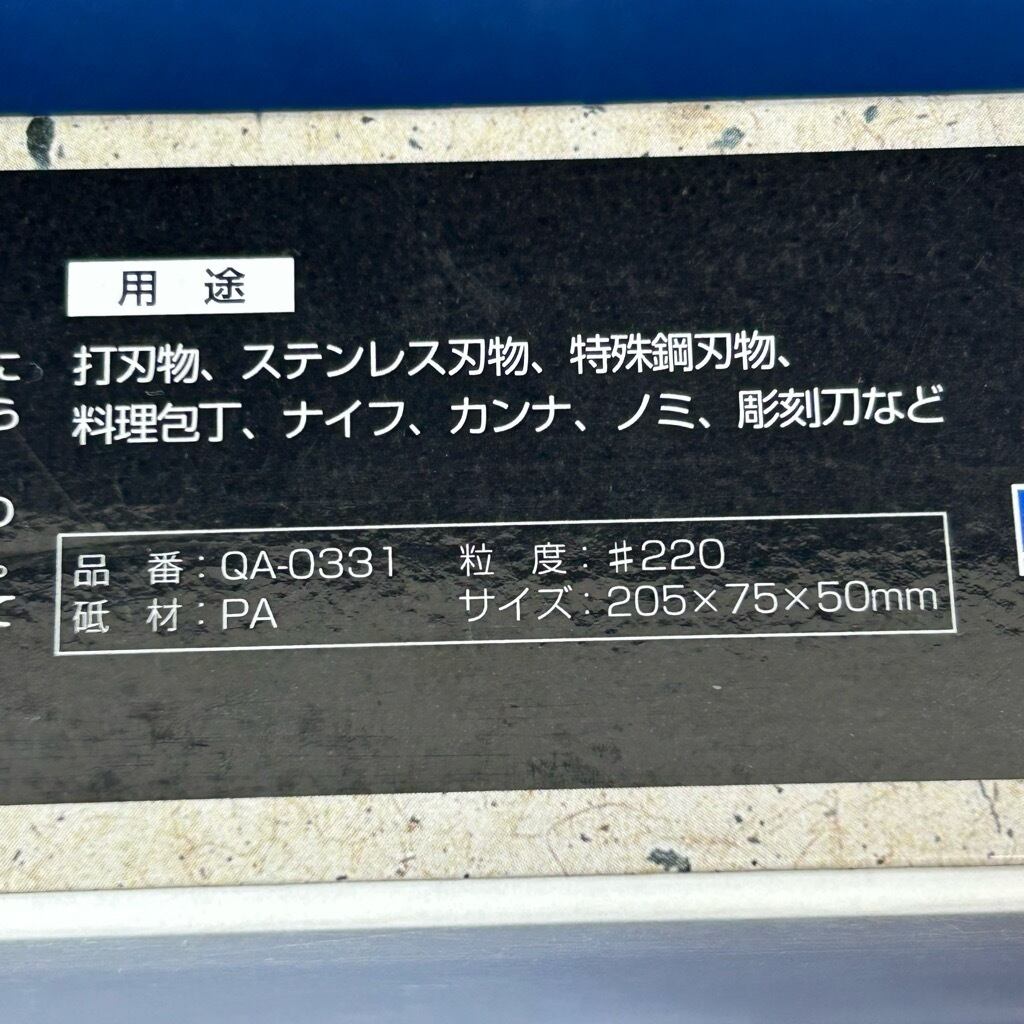 用 途
打刃物、ステンレス刃物、特殊鋼刃物、
料理包丁、ナイフ、カンナ、ノミ、彫刻刀など
品 番：QA-0331 粒 度：♯220
砥 材：PA サイズ：205×75×50mm